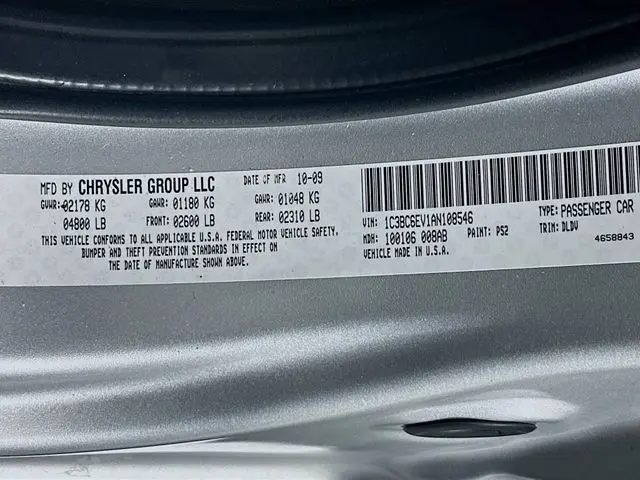 MFD BY CHRYSLER GROUP LLC DATE OF MFR 10-09
GVWR:02178 KG GAWR 01180 KG GAWR: 01048 KG
04800 LB FRONT: 02600 LB REAR: 02310 LB
THIS VEHICLE CONFORMS TO ALL APPLICABLE U.S.A. FEDERAL MOTOR VEHICLE SAFETY,
BUMPER AND THEFT PREVENTION STANDARDS IN EFFECT ON
THE DATE OF MANUFACTURE SHOWN ABOVE.
VIN: 1C3BC6EV1AN108546 TYPE: PASSENGER CAR
MDH: 100106 008AB PAINT: PS2 TRIM: DLDV
VEHICLE MADE IN U.S.A. 4658843